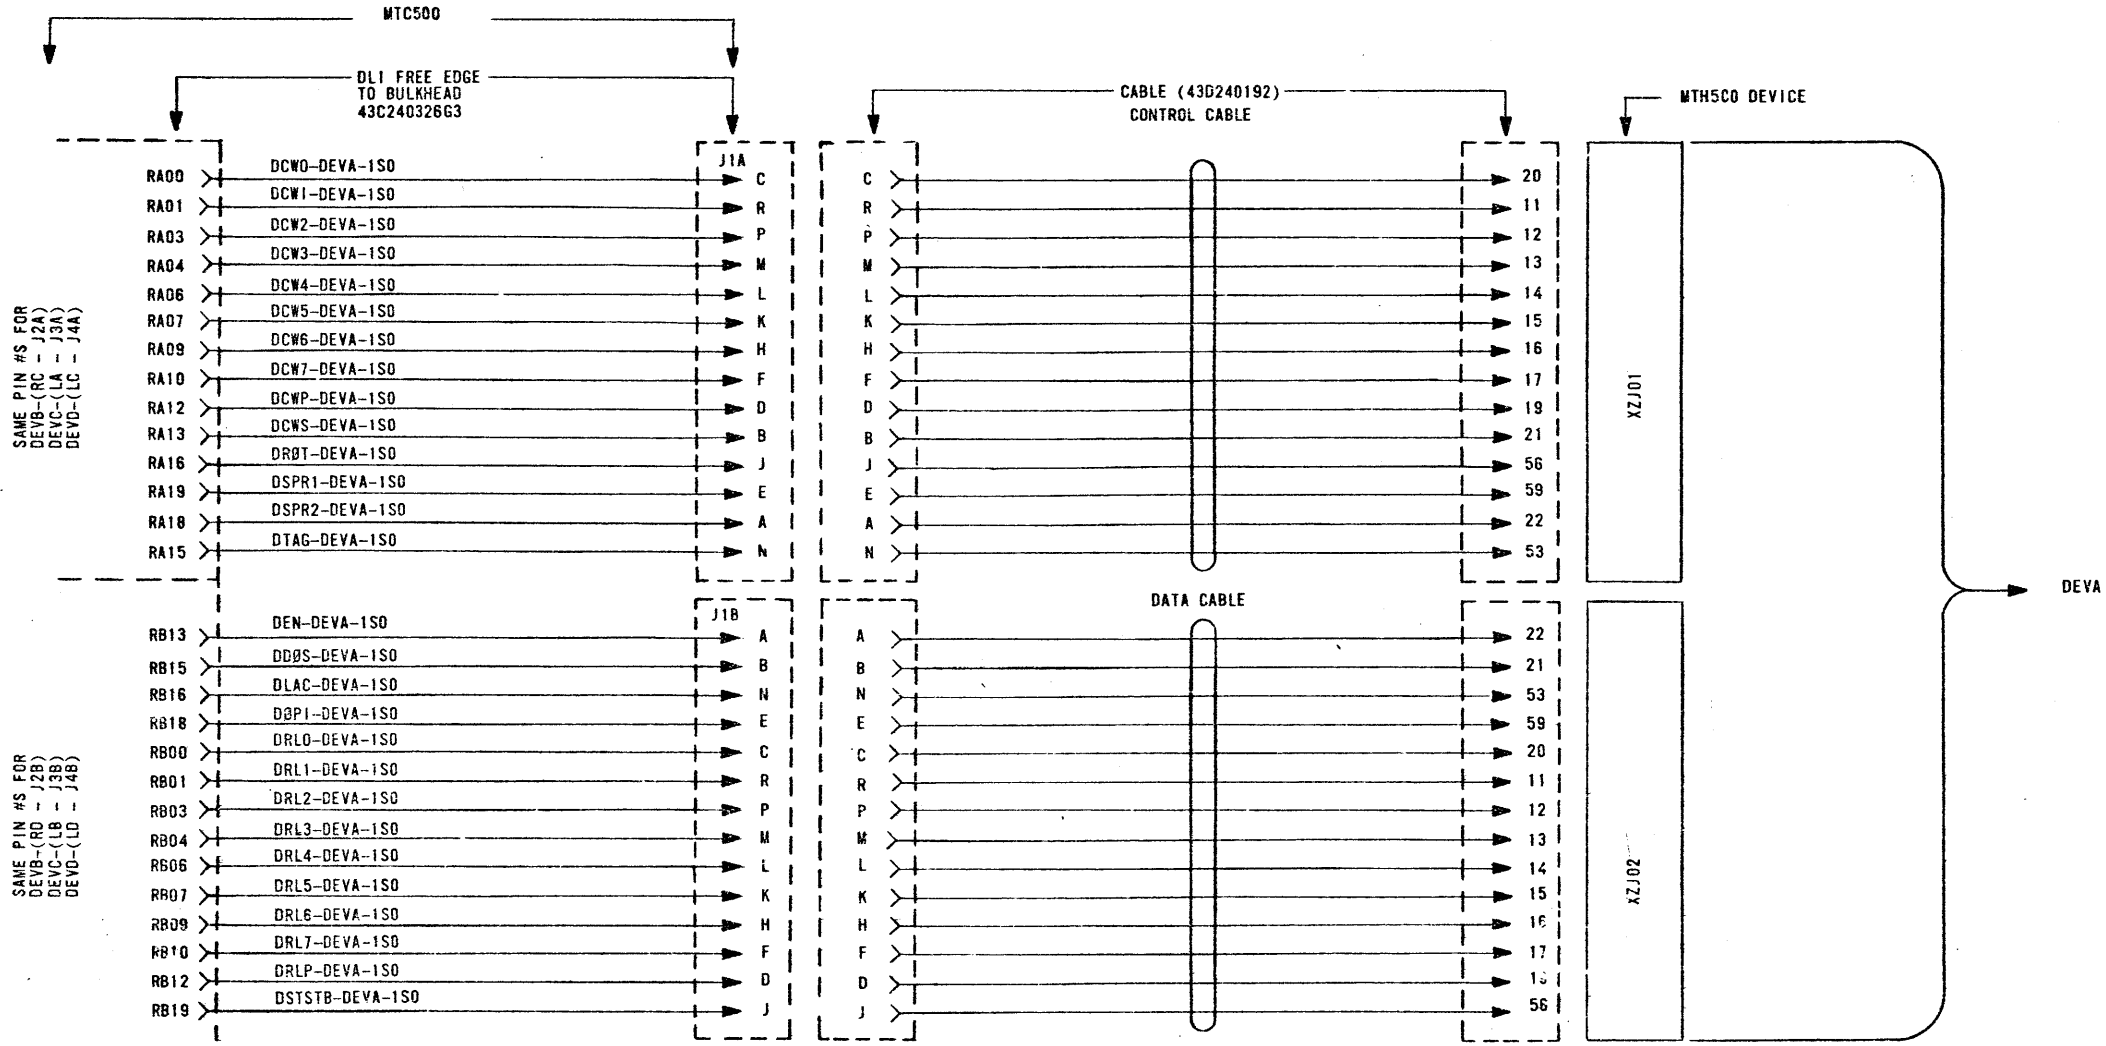 MTC500
DLI FREE EDGE
TO BULKHEAD
43C240326G3
CABLE (43D240192)
CONTROL CABLE
MTH5C0 DEVICE
SAME PIN #S FOR
DEVB-(RC - J2A)
DEVC-(LA - J3A)
DEVD-(LC - J4A)
J1A
RA00 DCW0-DEVA-1S0 C C 20
RA01 DCW1-DEVA-1S0 R R 11
RA03 DCW2-DEVA-1S0 P P 12
RA04 DCW3-DEVA-1S0 M M 13
RA06 DCW4-DEVA-1S0 L L 14
RA07 DCW5-DEVA-1S0 K K 15
RA09 DCW6-DEVA-1S0 H H 16
RA10 DCW7-DEVA-1S0 F F 17
RA12 DCWP-DEVA-1S0 D D 19
RA13 DCWS-DEVA-1S0 B B 21
RA16 DRØT-DEVA-1S0 J J 56
RA19 DSPR1-DEVA-1S0 E E 59
RA18 DSPR2-DEVA-1S0 A A 22
RA15 DTAG-DEVA-1S0 N N 53
XZJ01
DEVA
SAME PIN #S FOR
DEVB-(RD - J2B)
DEVC-(LB - J3B)
DEVD-(LD - J4B)
J1B
DATA CABLE
RB13 DEN-DEVA-1S0 A A 22
RB15 DDØS-DEVA-1S0 B B 21
RB16 DLAC-DEVA-1S0 N N 53
RB18 DØPI-DEVA-1S0 E E 59
RB00 DRL0-DEVA-1S0 C C 20
RB01 DRL1-DEVA-1S0 R R 11
RB03 DRL2-DEVA-1S0 P P 12
RB04 DRL3-DEVA-1S0 M M 13
RB06 DRL4-DEVA-1S0 L L 14
RB07 DRL5-DEVA-1S0 K K 15
RB09 DRL6-DEVA-1S0 H H 16
RB10 DRL7-DEVA-1S0 F F 17
RB12 DRLP-DEVA-1S0 D D
RB19 DSTSTB-DEVA-1S0 J J 56
XZJ02